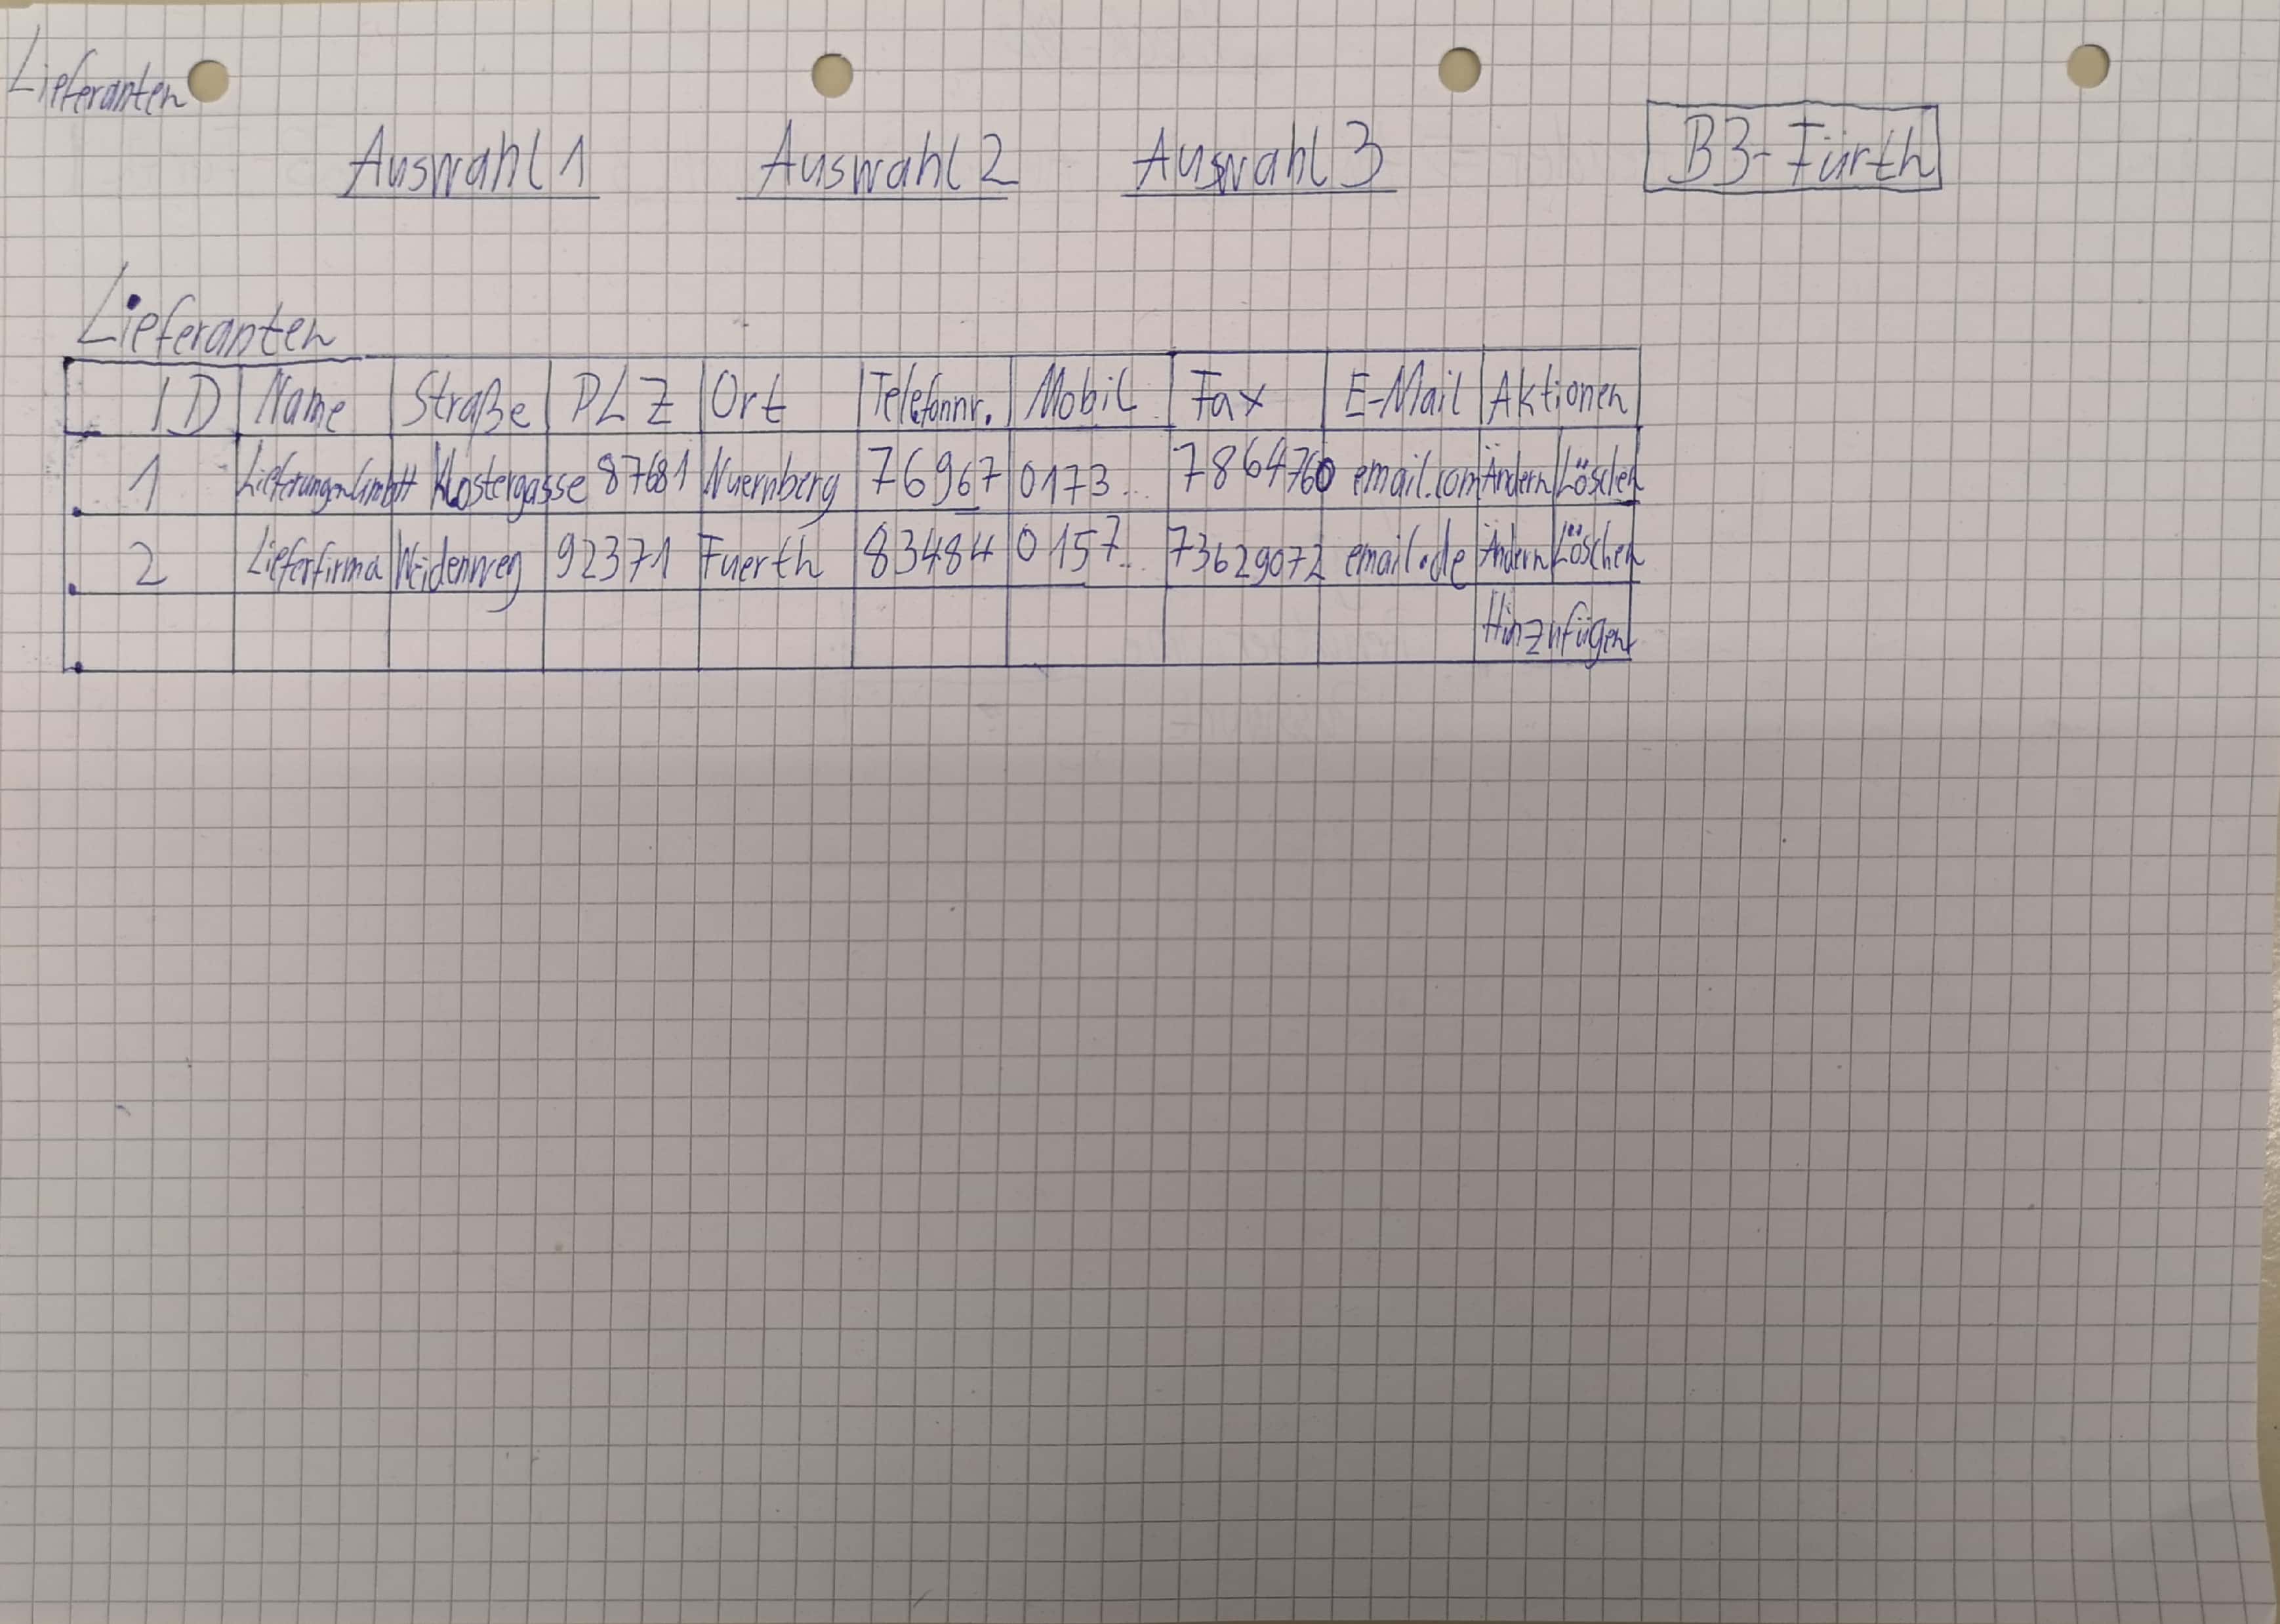 Lieferanten
Auswahl 1 Auswahl 2 Auswahl 3 B3-Fürth
Lieferanten
ID Name Straße PLZ Ort Telefonnr. Mobil Fax E-Mail Aktionen
1 LieferungenGmbH Klostergasse 87681 Nuernberg 76967 0173... 7864760 email.com Ändern Löschen
2 Lieferfirma Weidenweg 92371 Fuerth 83484 0157... 73629072 email.de Ändern Löschen
Hinzufügen